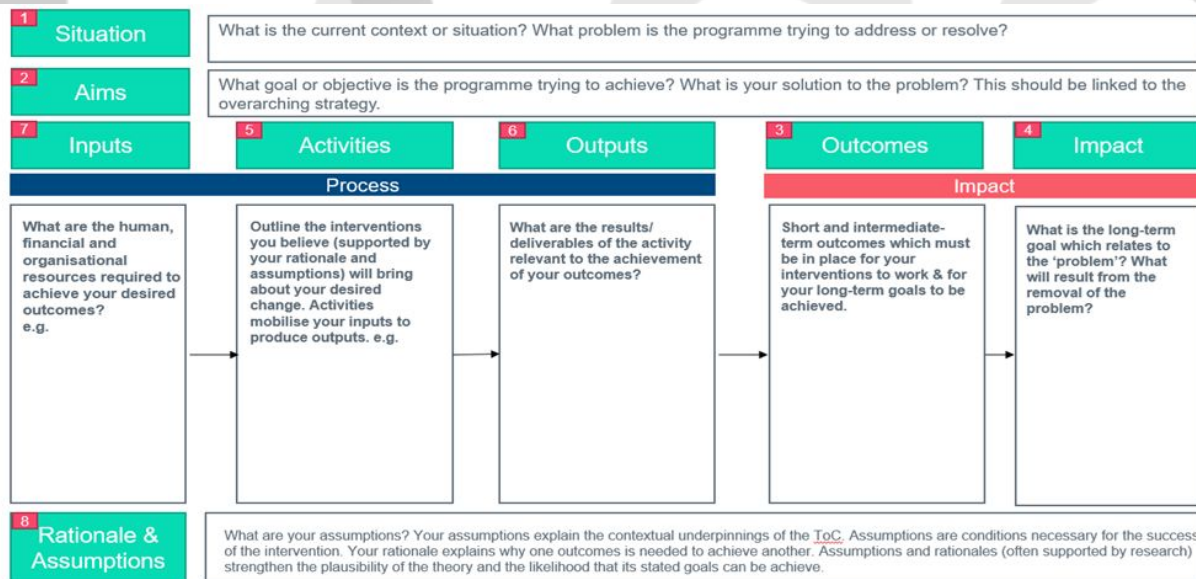 1
Situation
What is the current context or situation? What problem is the programme trying to address or resolve?
2
Aims
What goal or objective is the programme trying to achieve? What is your solution to the problem? This should be linked to the
overarching strategy.
7
Inputs
5
Activities
6
Outputs
3
Outcomes
4
Impact
Process
Impact
What are the human,
financial and
organisational
resources required to
achieve your desired
outcomes?
e.g.
Outline the interventions
you believe (supported by
your rationale and
assumptions) will bring
about your desired
change. Activities
mobilise your inputs to
produce outputs. e.g.
What are the results/
deliverables of the activity
relevant to the achievement
of your outcomes?
Short and intermediate-
term outcomes which must
be in place for your
interventions to work & for
your long-term goals to be
achieved.
What is the long-term
goal which relates to
the ‘problem’? What
will result from the
removal of the
problem?
8
Rationale &
Assumptions
What are your assumptions? Your assumptions explain the contextual underpinnings of the ToC. Assumptions are conditions necessary for the success
of the intervention. Your rationale explains why one outcomes is needed to achieve another. Assumptions and rationales (often supported by research)
strengthen the plausibility of the theory and the likelihood that its stated goals can be achieve.